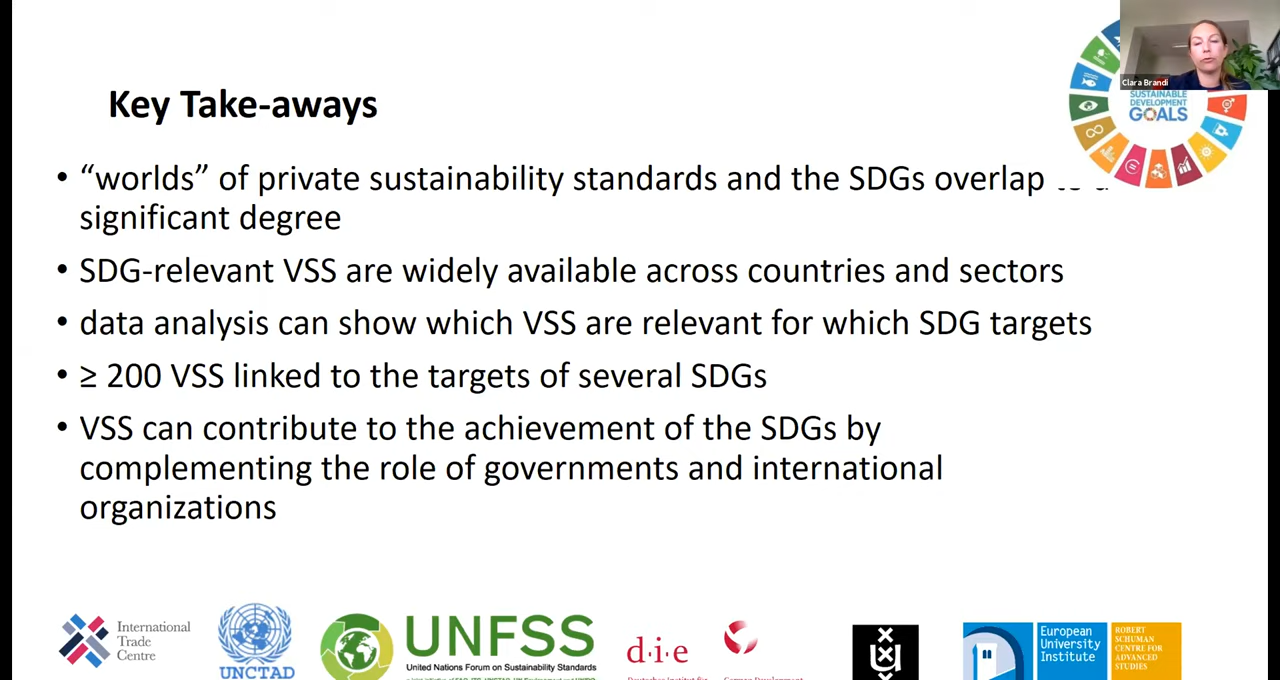 Clara Brandi
SUSTAINABLE
DEVELOPMENT
GOALS
Key Take-aways
• “worlds” of private sustainability standards and the SDGs overlap
significant degree
• SDG-relevant VSS are widely available across countries and sectors
• data analysis can show which VSS are relevant for which SDG targets
• ≥ 200 VSS linked to the targets of several SDGs
• VSS can contribute to the achievement of the SDGs by
complementing the role of governments and international
organizations
International
Trade
Centre
UNCTAD
UNFSS
United Nations Forum on Sustainability Standards
d·i·e
European
University
Institute
ROBERT
SCHUMAN
CENTRE FOR
ADVANCED
STUDIES